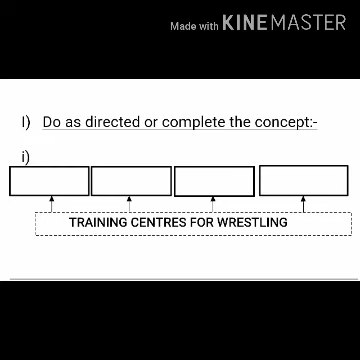 Made with KINEMASTER
I) Do as directed or complete the concept:-
i)
TRAINING CENTRES FOR WRESTLING